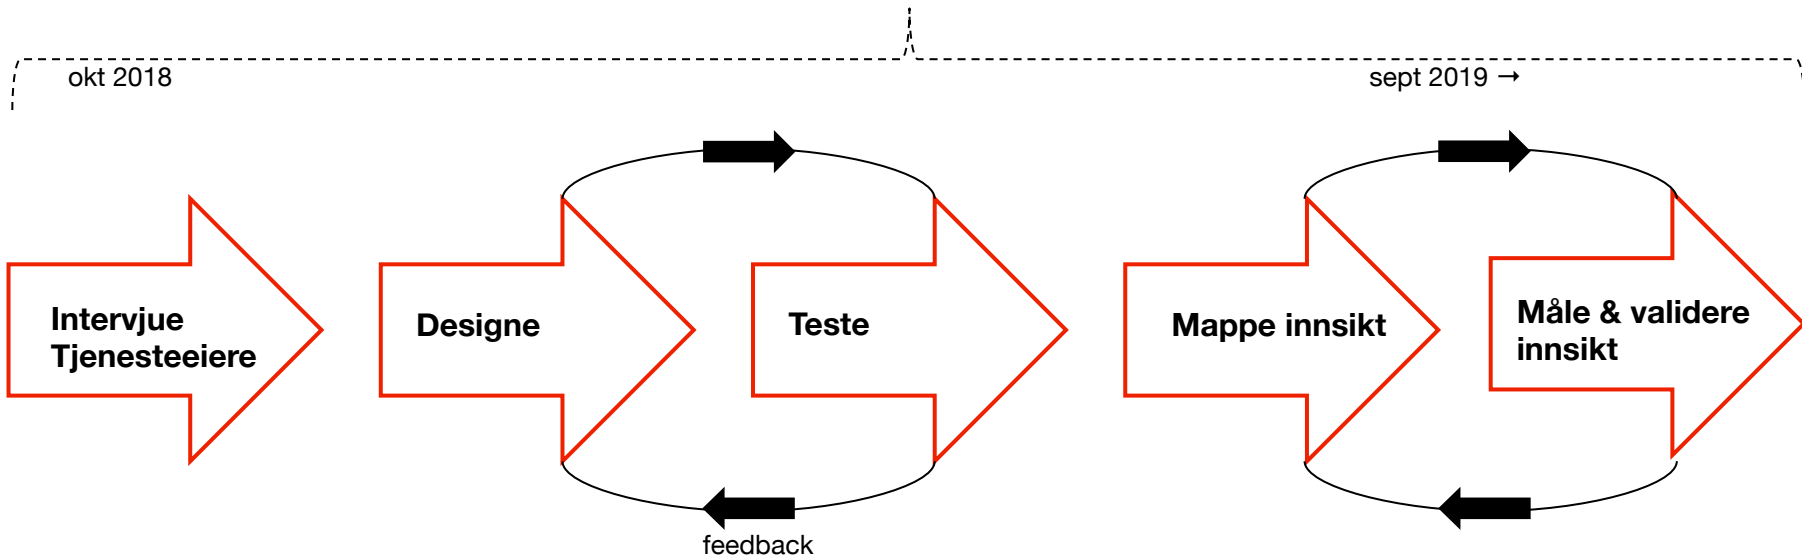 okt 2018
sept 2019 →
Intervjue
Tjenesteeiere
Designe
Teste
Mappe innsikt
Måle & validere
innsikt
feedback